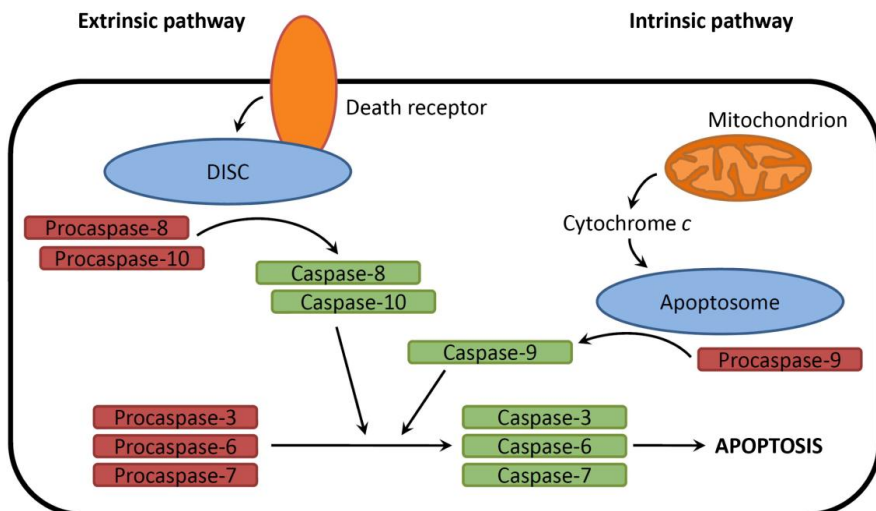 Extrinsic pathway
Intrinsic pathway
Death receptor
Mitochondrion
DISC
Procaspase-8
Procaspase-10
Cytochrome c
Caspase-8
Caspase-10
Apoptosome
Caspase-9
Procaspase-9
Procaspase-3
Procaspase-6
Procaspase-7
Caspase-3
Caspase-6
Caspase-7
APOPTOSIS